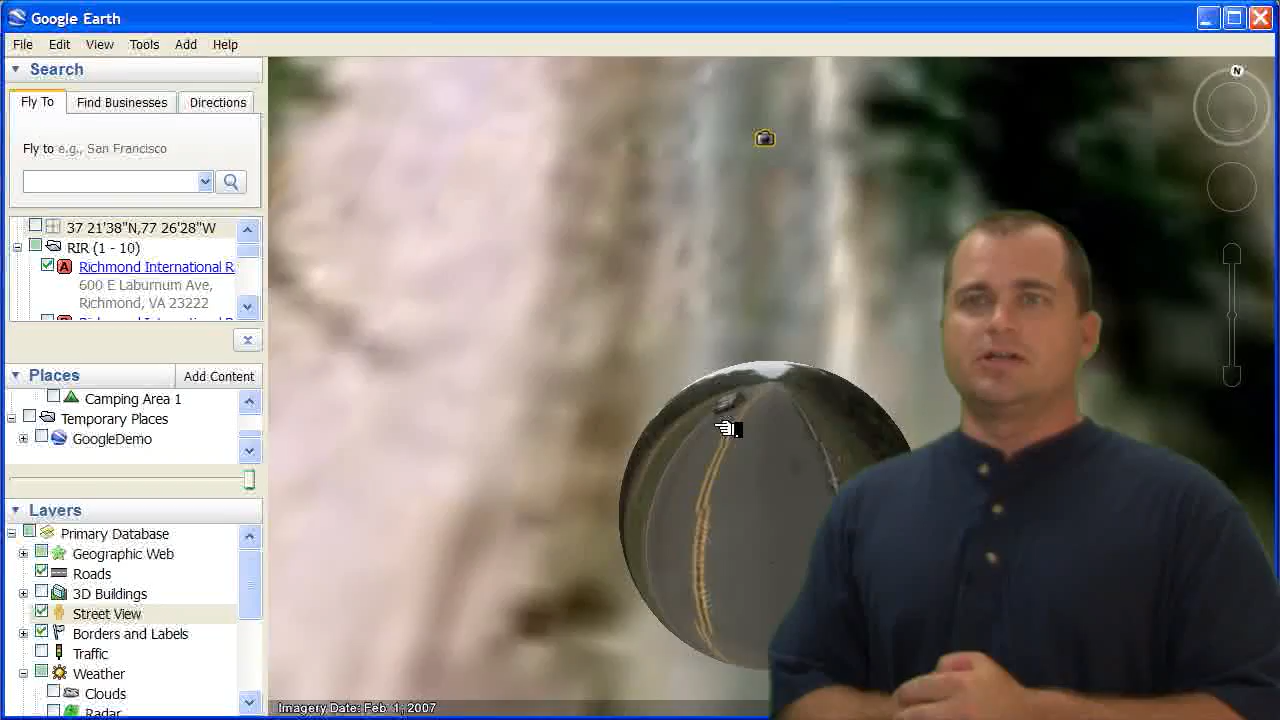 Google Earth
File Edit View Tools Add Help
Search
Fly To Find Businesses Directions
Fly to e.g., San Francisco
37 21'38"N,77 26'28"W
RIR (1 - 10)
A Richmond International R
600 E Laburnum Ave,
Richmond, VA 23222
Places Add Content
Camping Area 1
Temporary Places
GoogleDemo
Layers
Primary Database
Geographic Web
Roads
3D Buildings
Street View
Borders and Labels
Traffic
Weather
Clouds
Radar
N
Imagery Date: Feb 1, 2007